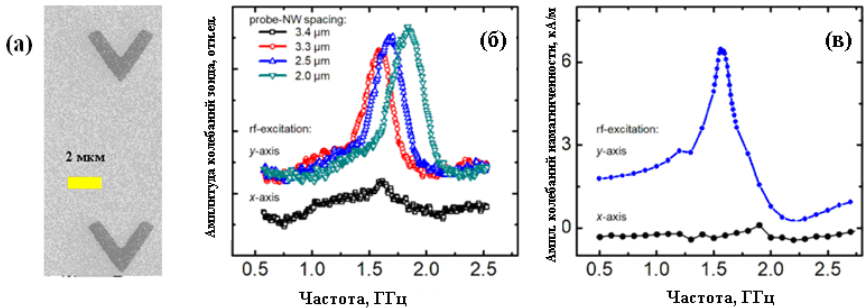 (а)
2 мкм
Амплитуда колебаний зонда, отн.ед.
(б)
probe-NW spacing:
3.4 µm
3.3 µm
2.5 µm
2.0 µm
rf-excitation:
y-axis
x-axis
0.5 1.0 1.5 2.0 2.5
Частота, ГГц
Ампл. колебаний намагниченности, кА/м
(в)
6
3
0
rf-excitation:
y-axis
x-axis
0.5 1.0 1.5 2.0 2.5
Частота, ГГц